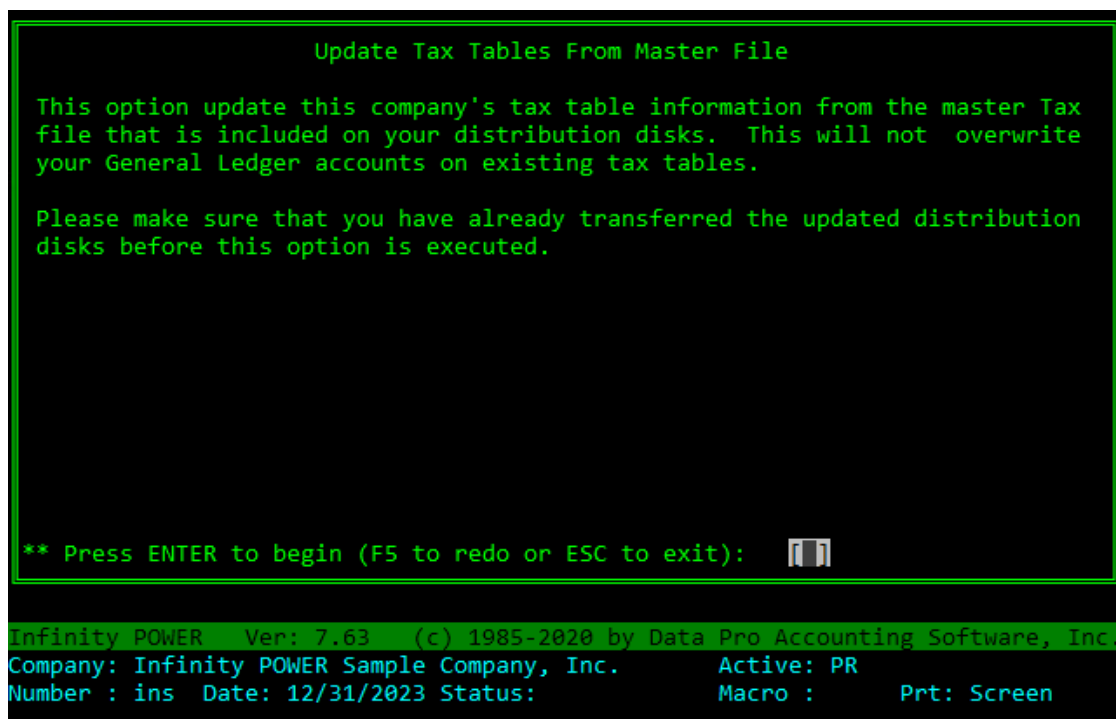 Update Tax Tables From Master File
This option update this company's tax table information from the master Tax
file that is included on your distribution disks.  This will not  overwrite
your General Ledger accounts on existing tax tables.
Please make sure that you have already transferred the updated distribution
disks before this option is executed.
** Press ENTER to begin (F5 to redo or ESC to exit):   [ ]
Infinity POWER   Ver: 7.63   (c) 1985-2020 by Data Pro Accounting Software, Inc.
Company: Infinity POWER Sample Company, Inc.       Active: PR
Number : ins  Date: 12/31/2023 Status:             Macro :      Prt: Screen